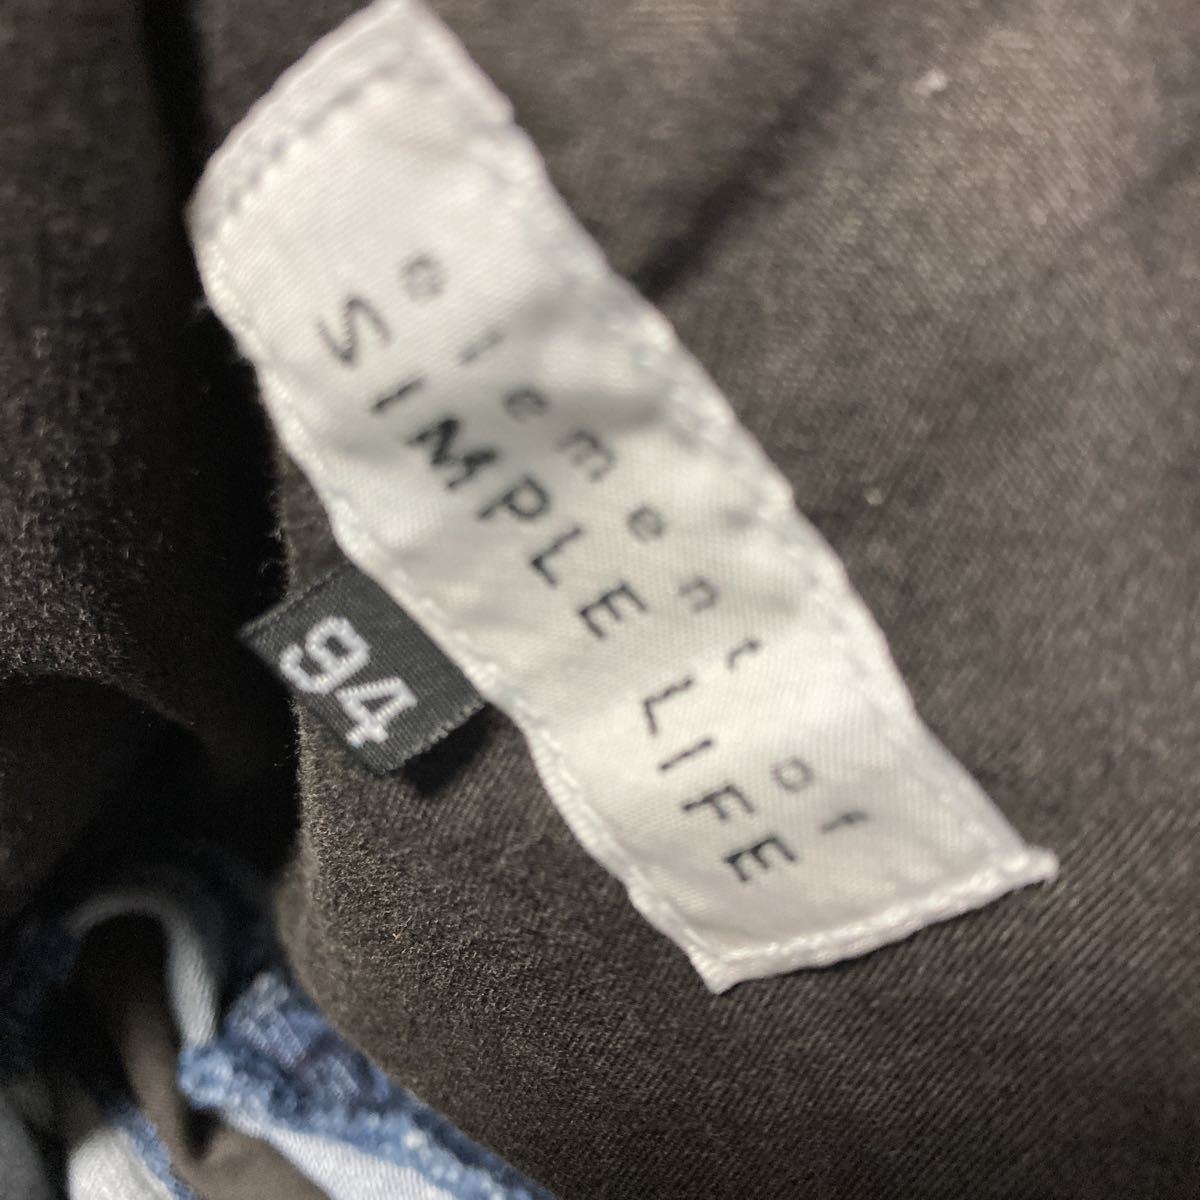 element of
SIMPLE LIFE
94